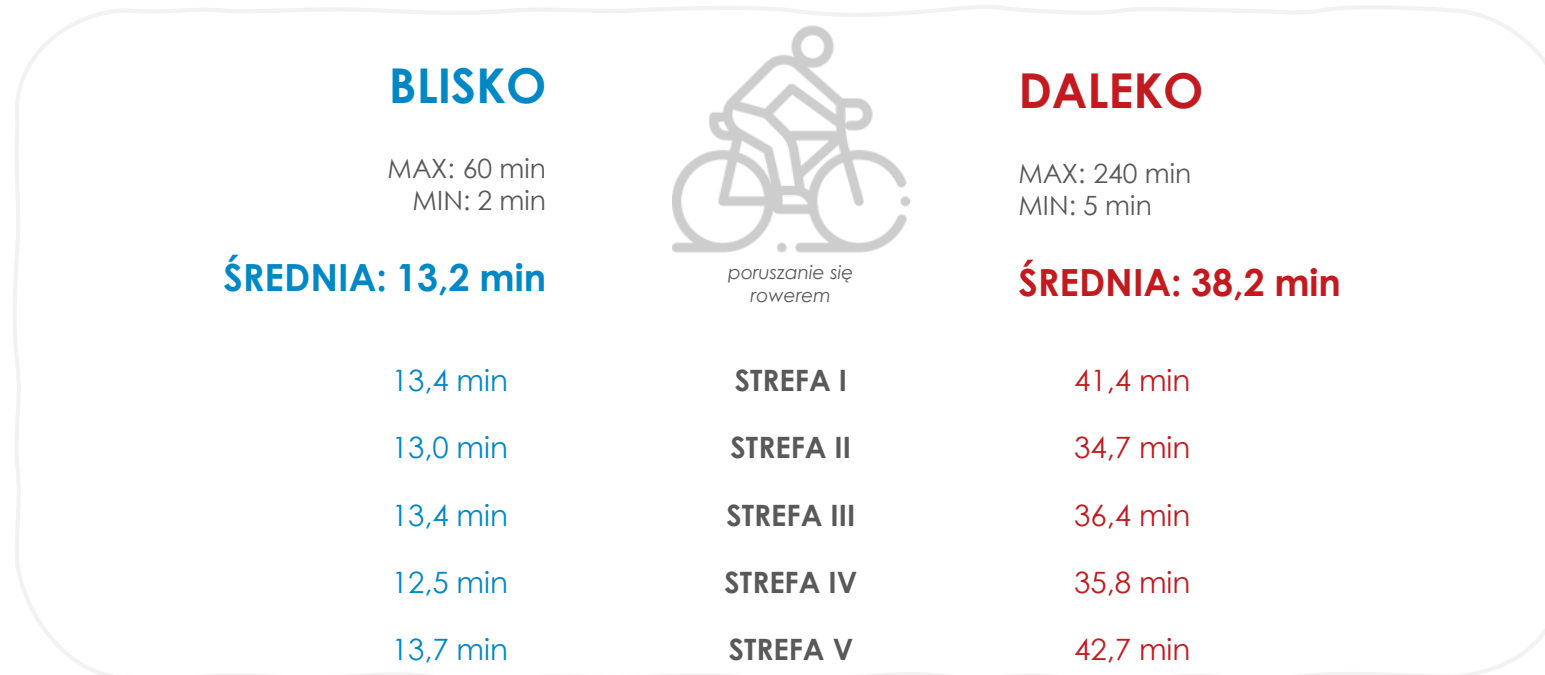 BLISKO
MAX: 60 min
MIN: 2 min
ŚREDNIA: 13,2 min
poruszanie się
rowerem
DALEKO
MAX: 240 min
MIN: 5 min
ŚREDNIA: 38,2 min
13,4 min STREFA I 41,4 min
13,0 min STREFA II 34,7 min
13,4 min STREFA III 36,4 min
12,5 min STREFA IV 35,8 min
13,7 min STREFA V 42,7 min